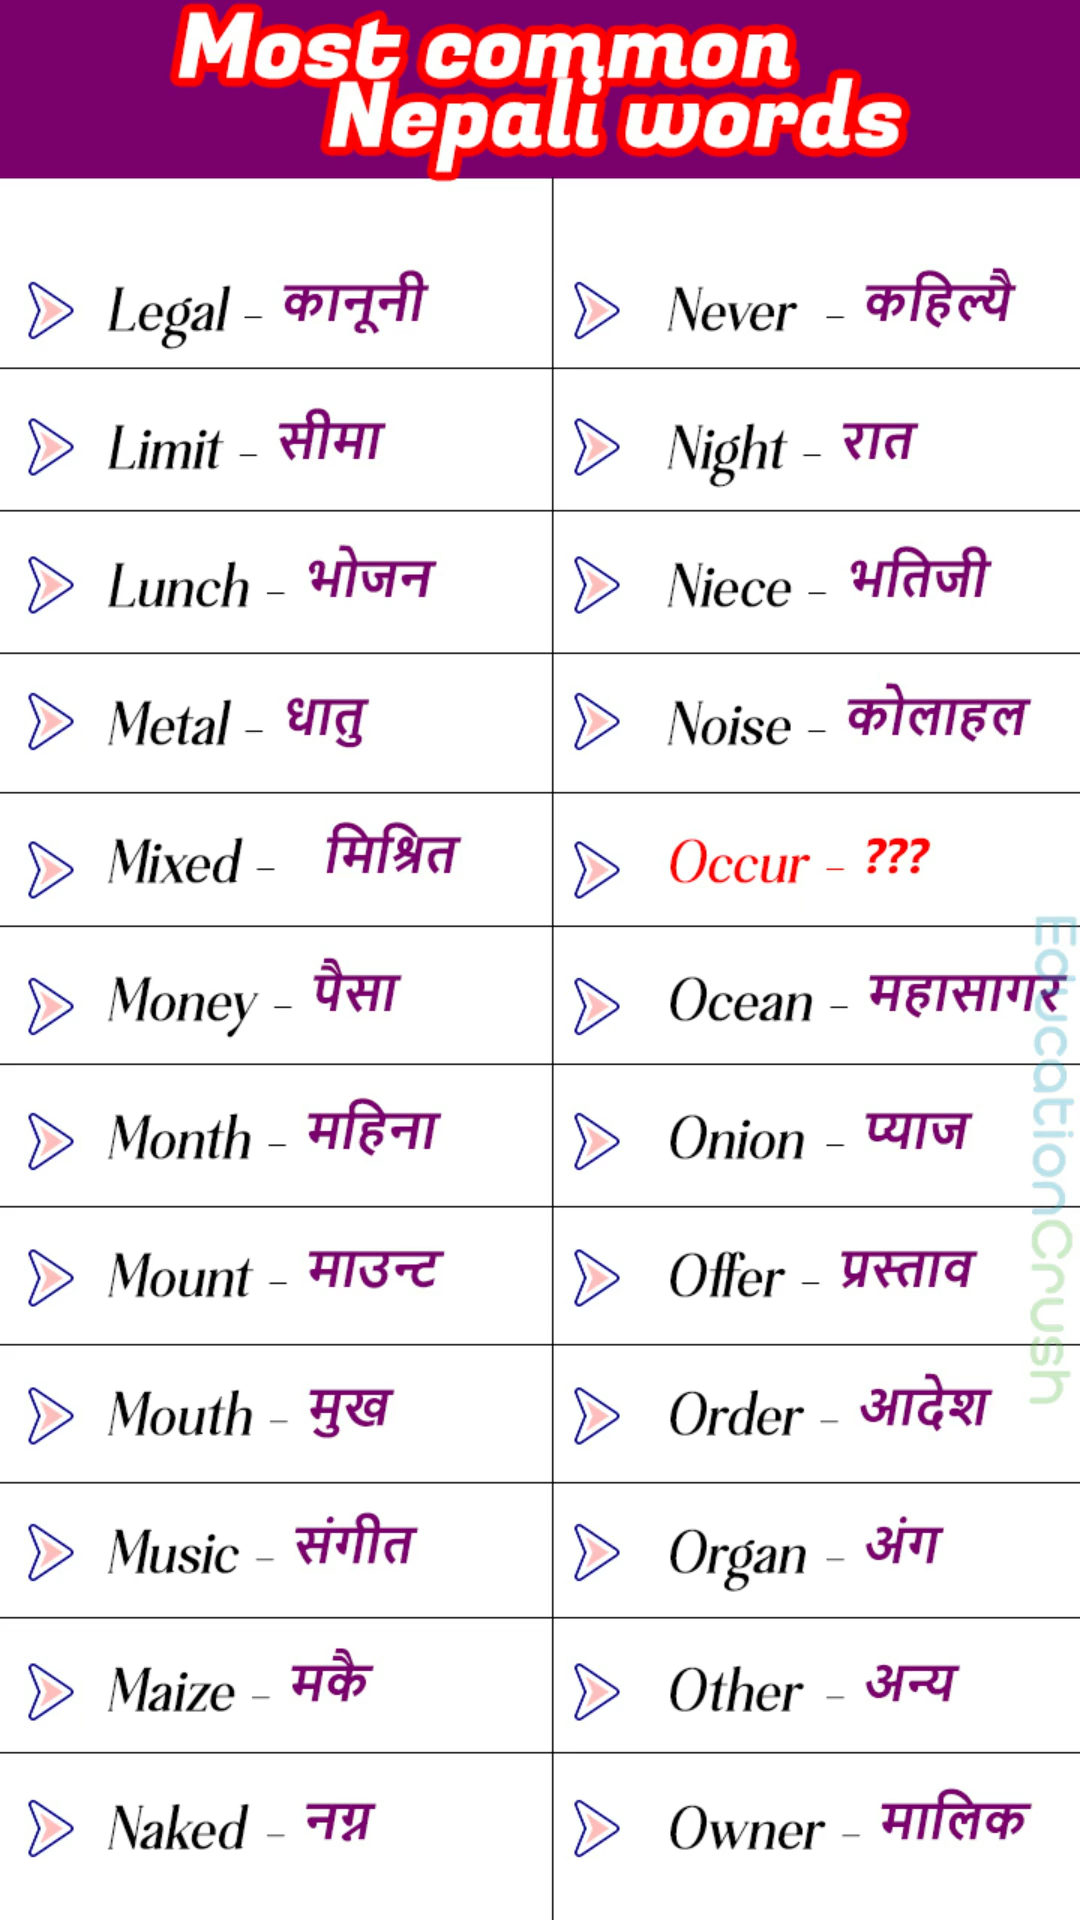 Most common
Nepali words
Legal - कानूनी
Never - कहिल्यै
Limit - सीमा
Night - रात
Lunch - भोजन
Niece - भतिजी
Metal - धातु
Noise - कोलाहल
Mixed - मिश्रित
Occur - ???
Money - पैसा
Ocean - महासागर
Month - महिना
Onion - प्याज
Mount - माउन्ट
Offer - प्रस्ताव
Mouth - मुख
Order - आदेश
Music - संगीत
Organ - अंग
Maize - मकै
Other - अन्य
Naked - नग्न
Owner - मालिक
EducationCrush